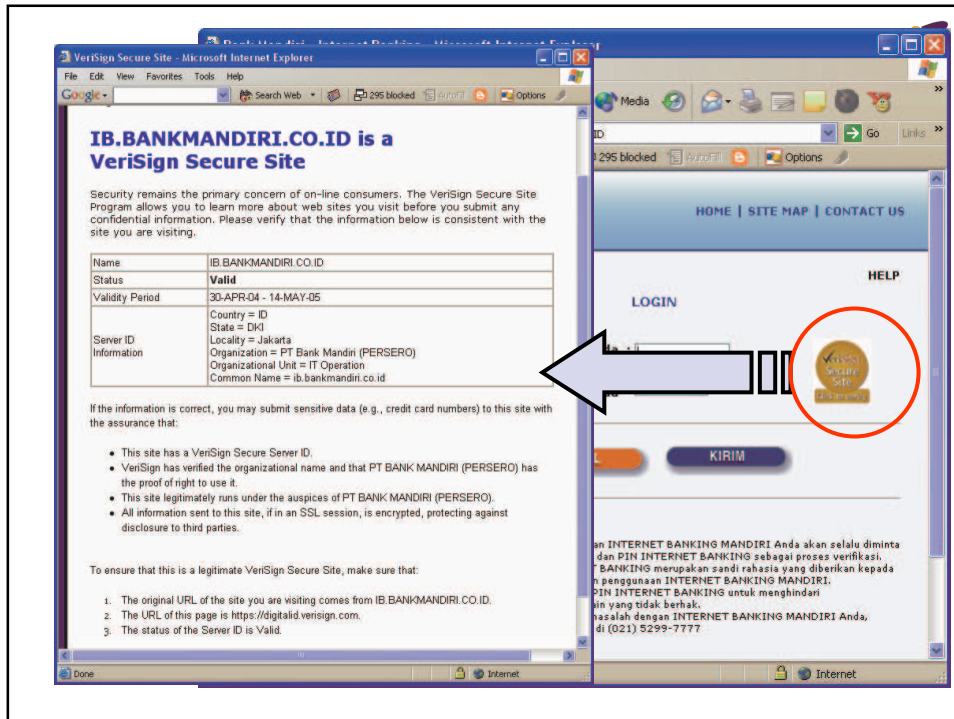 Bank Mandiri - Internet Banking - Microsoft Internet Explorer
VeriSign Secure Site - Microsoft Internet Explorer
File Edit View Favorites Tools Help
Google Search Web 295 blocked AutoFill Options
IB.BANKMANDIRI.CO.ID is a
VeriSign Secure Site
Security remains the primary concern of on-line consumers. The VeriSign Secure Site
Program allows you to learn more about web sites you visit before you submit any
confidential information. Please verify that the information below is consistent with the
site you are visiting.
Name IB.BANKMANDIRI.CO.ID
Status Valid
Validity Period 30-APR-04 - 14-MAY-05
Server ID
Information
Country = ID
State = DKI
Locality = Jakarta
Organization = PT Bank Mandiri (PERSERO)
Organizational Unit = IT Operation
Common Name = ib.bankmandiri.co.id
If the information is correct, you may submit sensitive data (e.g., credit card numbers) to this site with
the assurance that:
• This site has a VeriSign Secure Server ID.
• VeriSign has verified the organizational name and that PT BANK MANDIRI (PERSERO) has
the proof of right to use it.
• This site legitimately runs under the auspices of PT BANK MANDIRI (PERSERO).
• All information sent to this site, if in an SSL session, is encrypted, protecting against
disclosure to third parties.
To ensure that this is a legitimate VeriSign Secure Site, make sure that:
1. The original URL of the site you are visiting comes from IB.BANKMANDIRI.CO.ID.
2. The URL of this page is https://digitalid.verisign.com.
3. The status of the Server ID is Valid.
Done Internet
Media
ID Go Links
295 blocked AutoFill Options
HOME | SITE MAP | CONTACT US
HELP
LOGIN
VeriSign
Secure
Site
KIRIM
an INTERNET BANKING MANDIRI Anda akan selalu diminta
dan PIN INTERNET BANKING sebagai proses verifikasi.
BANKING merupakan sandi rahasia yang diberikan kepada
penggunaan INTERNET BANKING MANDIRI.
PIN INTERNET BANKING untuk menghindari
ain yang tidak berhak.
masalah dengan INTERNET BANKING MANDIRI Anda,
di (021) 5299-7777
Internet